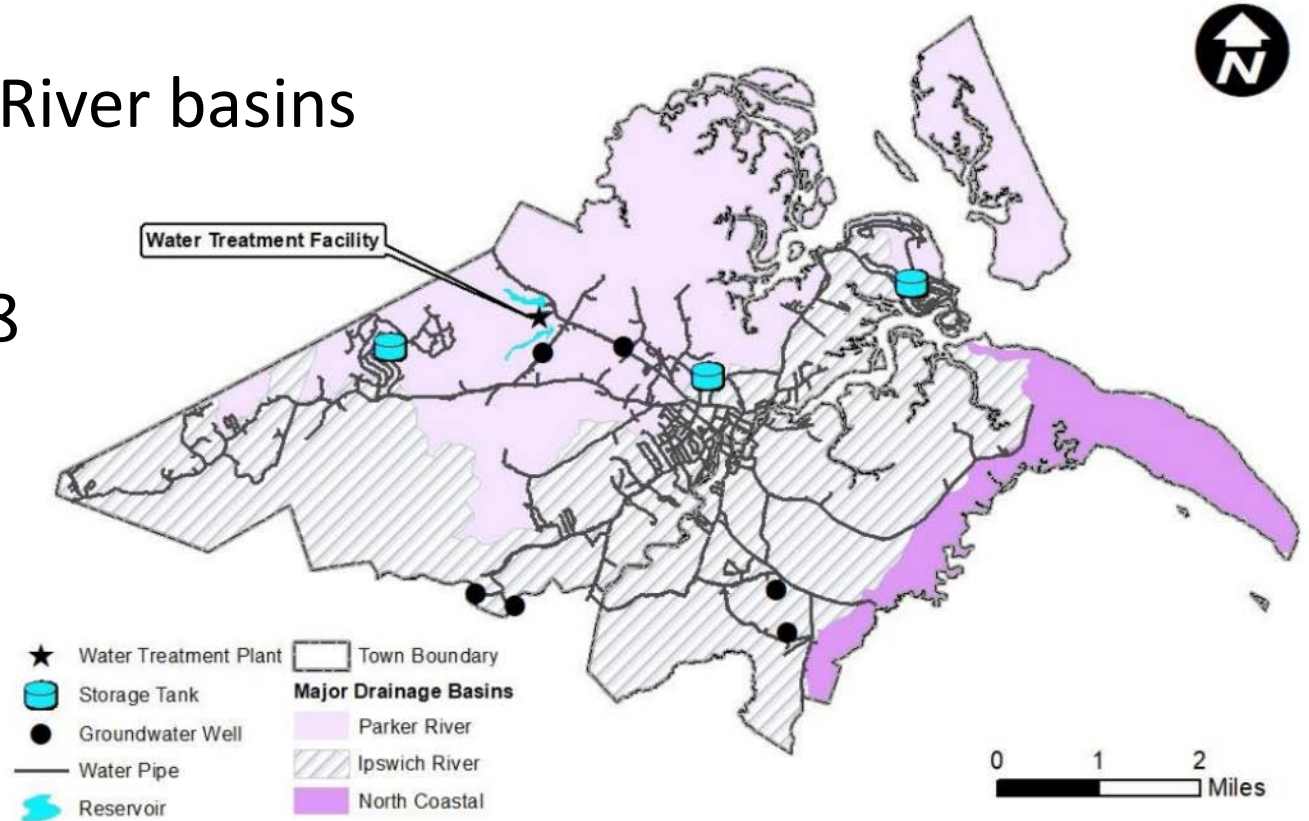 N
River basins
Water Treatment Facility
8
Water Treatment Plant
Storage Tank
Groundwater Well
Water Pipe
Reservoir
Town Boundary
Major Drainage Basins
Parker River
Ipswich River
North Coastal
0 1 2
Miles